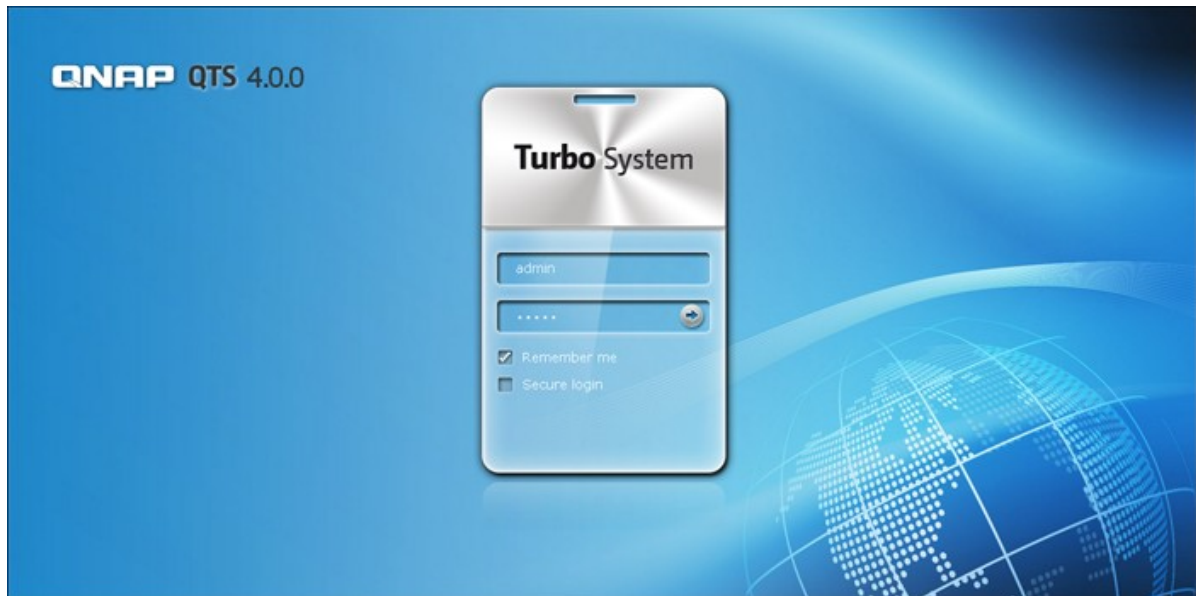 QNAP QTS 4.0.0
Turbo System
admin
•••••
Remember me
Secure login